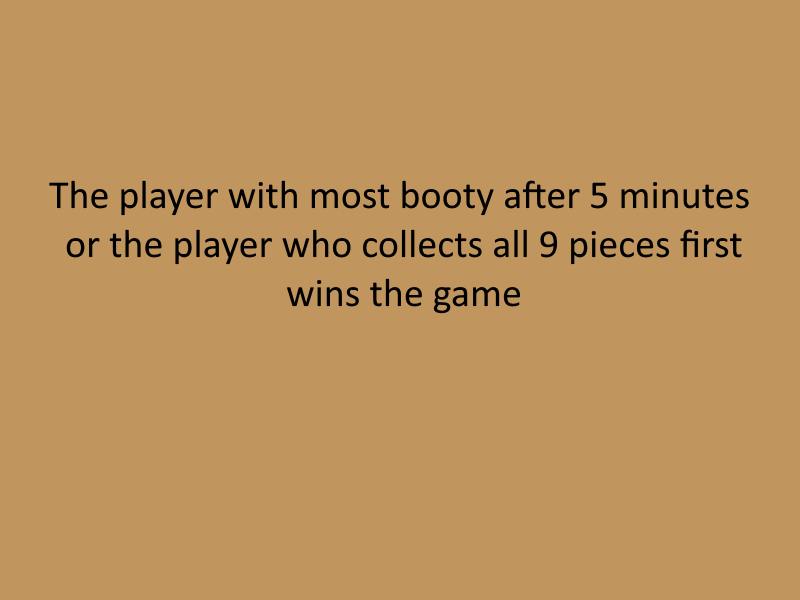 The player with most booty after 5 minutes
or the player who collects all 9 pieces first
wins the game